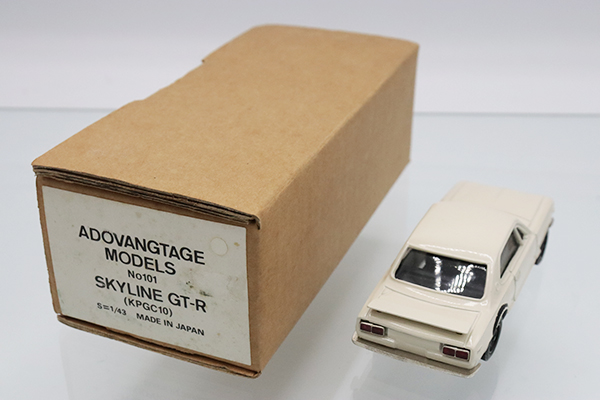 ADOVANGTAGE
MODELS
No101
SKYLINE GT-R
(KPGC10)
S=1/43 MADE IN JAPAN